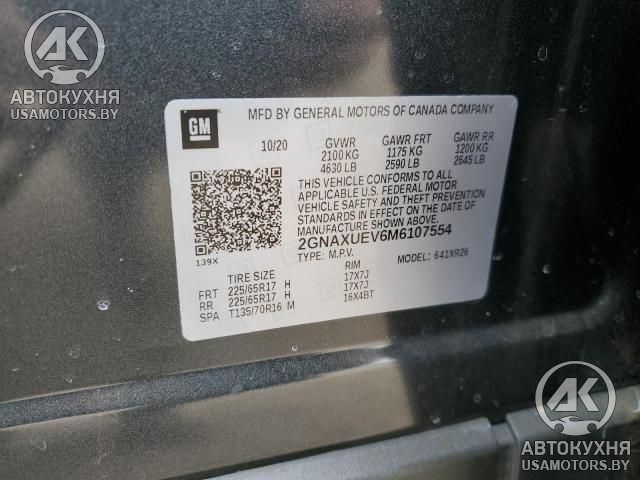 AK
АВТОКУХНЯ
USAMOTORS.BY
GM
MFD BY GENERAL MOTORS OF CANADA COMPANY
10/20 GVWR GAWR FRT GAWR RR
2100 KG 1175 KG 1200 KG
4630 LB 2590 LB 2645 LB
THIS VEHICLE CONFORMS TO ALL
APPLICABLE U.S. FEDERAL MOTOR
VEHICLE SAFETY AND THEFT PREVENTION
STANDARDS IN EFFECT ON THE DATE OF
MANUFACTURE SHOWN ABOVE.
139X 2GNAXUEV6M6107554
TYPE: M.P.V. MODEL: 641XR26
TIRE SIZE RIM
FRT 225/65R17 H 17X7J
RR 225/65R17 H 17X7J
SPA T135/70R16 M 16X4BT
AK
АВТОКУХНЯ
USAMOTORS.BY